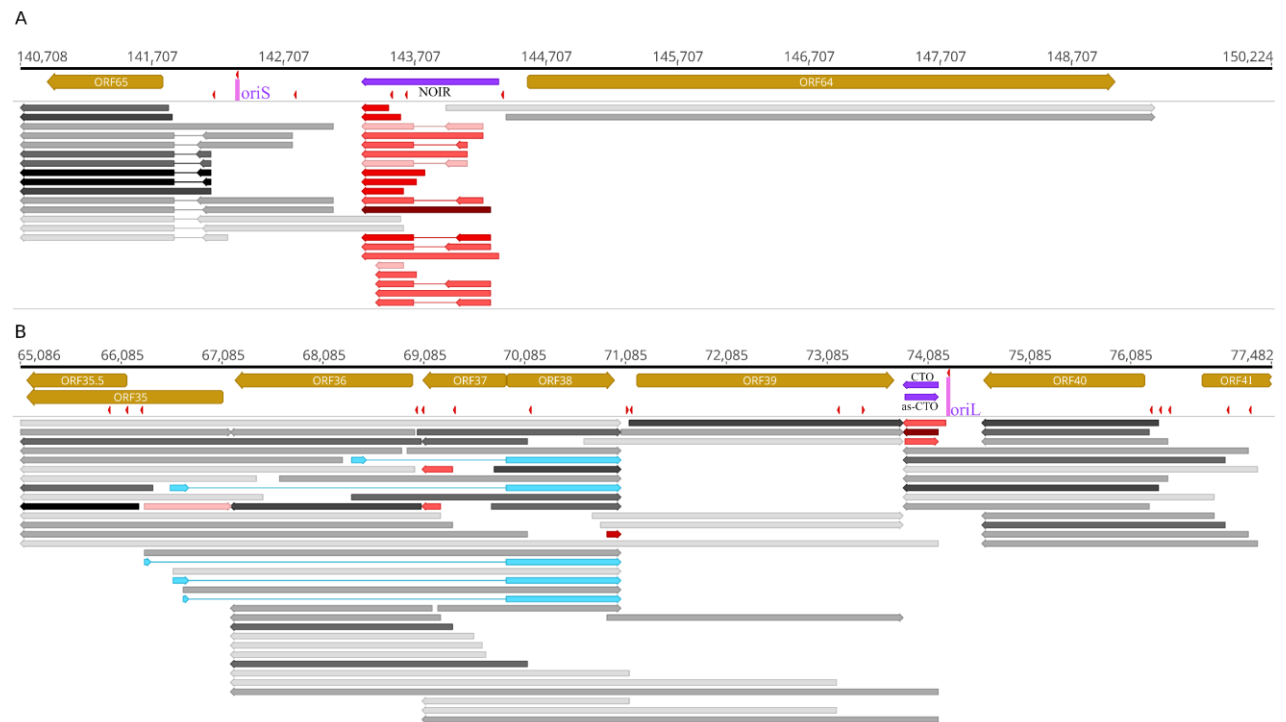 A
140,708 141,707 142,707 143,707 144,707 145,707 146,707 147,707 148,707 150,224
ORF65 oriS NOIR ORF64
B
65,086 66,085 67,085 68,085 69,085 70,085 71,085 72,085 73,085 74,085 75,085 76,085 77,482
ORF35.5 ORF36 ORF37 ORF38 ORF39 CTO ORF40 ORF41
ORF35 as-CTO oriL